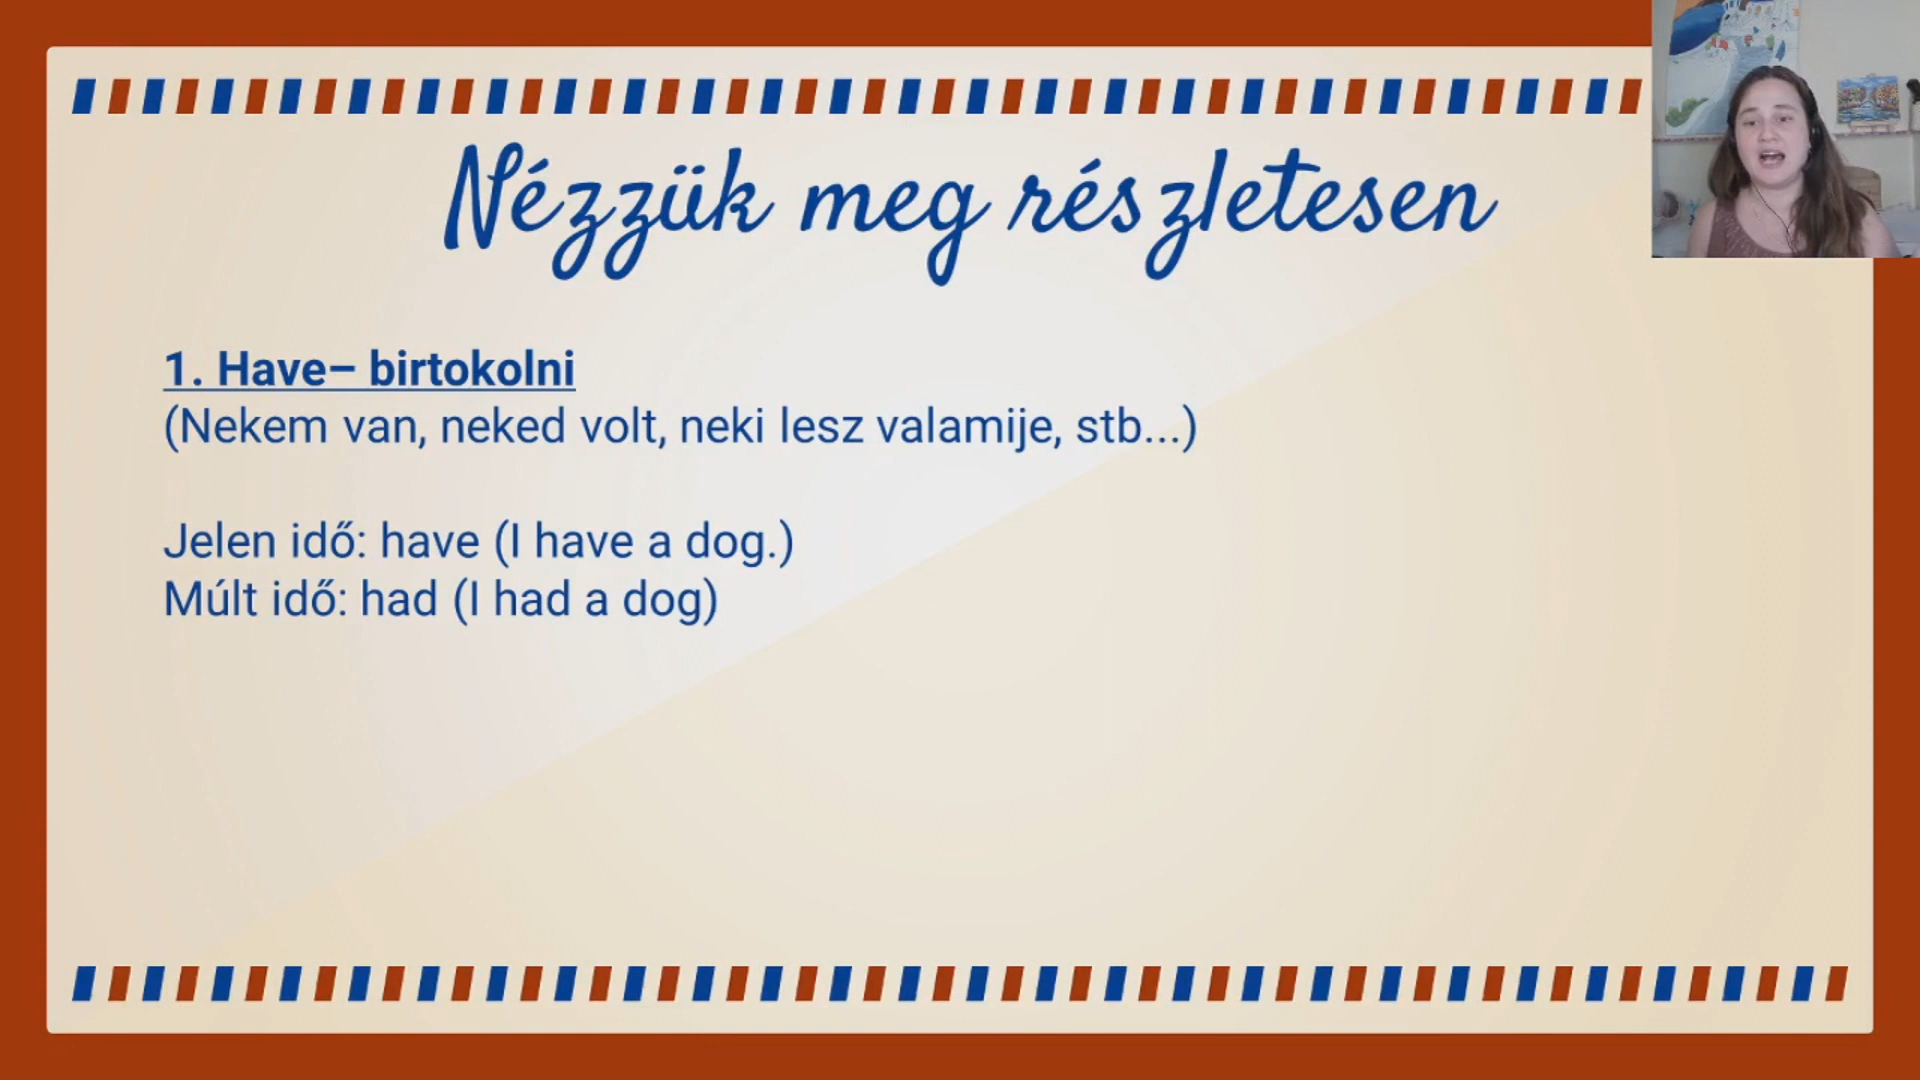 Nézzük meg részletesen
1. Have– birtokolni
(Nekem van, neked volt, neki lesz valamije, stb...)
Jelen idő: have (I have a dog.)
Múlt idő: had (I had a dog)